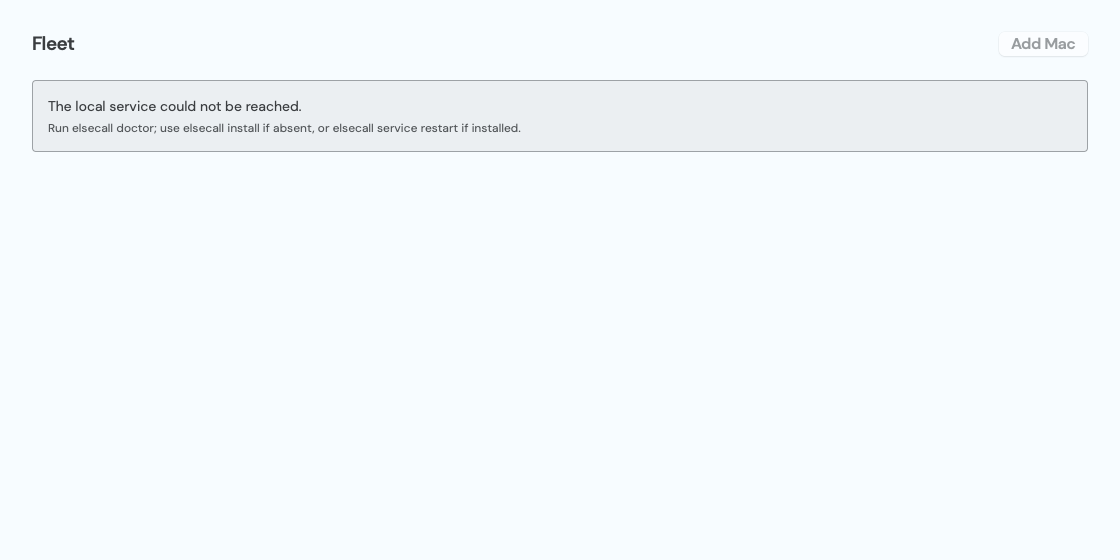 Fleet
Add Mac
The local service could not be reached.
Run elsecall doctor; use elsecall install if absent, or elsecall service restart if installed.